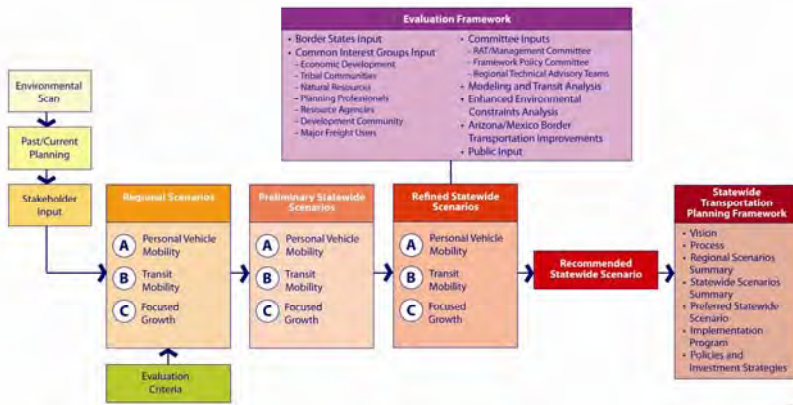 Evaluation Framework
• Border States Input
• Common Interest Groups Input
– Economic Development
– Tribal Communities
– Natural Resources
– Planning Professionals
– Resource Agencies
– Development Community
– Major Freight Users
• Committee Inputs
– RAT/Management Committee
– Framework Policy Committee
– Regional Technical Advisory Teams
• Modeling and Transit Analysis
• Enhanced Environmental
Constraints Analysis
• Arizona/Mexico Border
Transportation Improvements
• Public Input
Environmental
Scan
Past/Current
Planning
Stakeholder
Input
Regional Scenarios
A Personal Vehicle
Mobility
B Transit
Mobility
C Focused
Growth
Evaluation
Criteria
Preliminary Statewide
Scenarios
A Personal Vehicle
Mobility
B Transit
Mobility
C Focused
Growth
Refined Statewide
Scenarios
A Personal Vehicle
Mobility
B Transit
Mobility
C Focused
Growth
Recommended
Statewide Scenario
Statewide
Transportation
Planning Framework
• Vision
• Process
• Regional Scenarios
Summary
• Statewide Scenarios
Summary
• Preferred Statewide
Scenario
• Implementation
Program
• Policies and
Investment Strategies